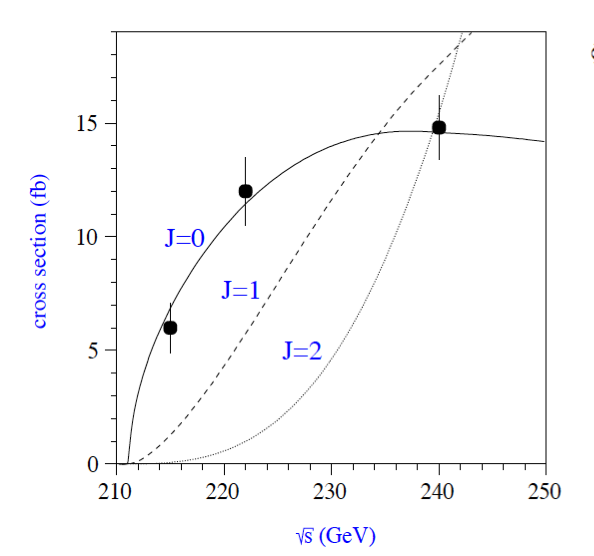 cross section (fb)
15
10
5
0
J=0
J=1
J=2
210 220 230 240 250
√s (GeV)